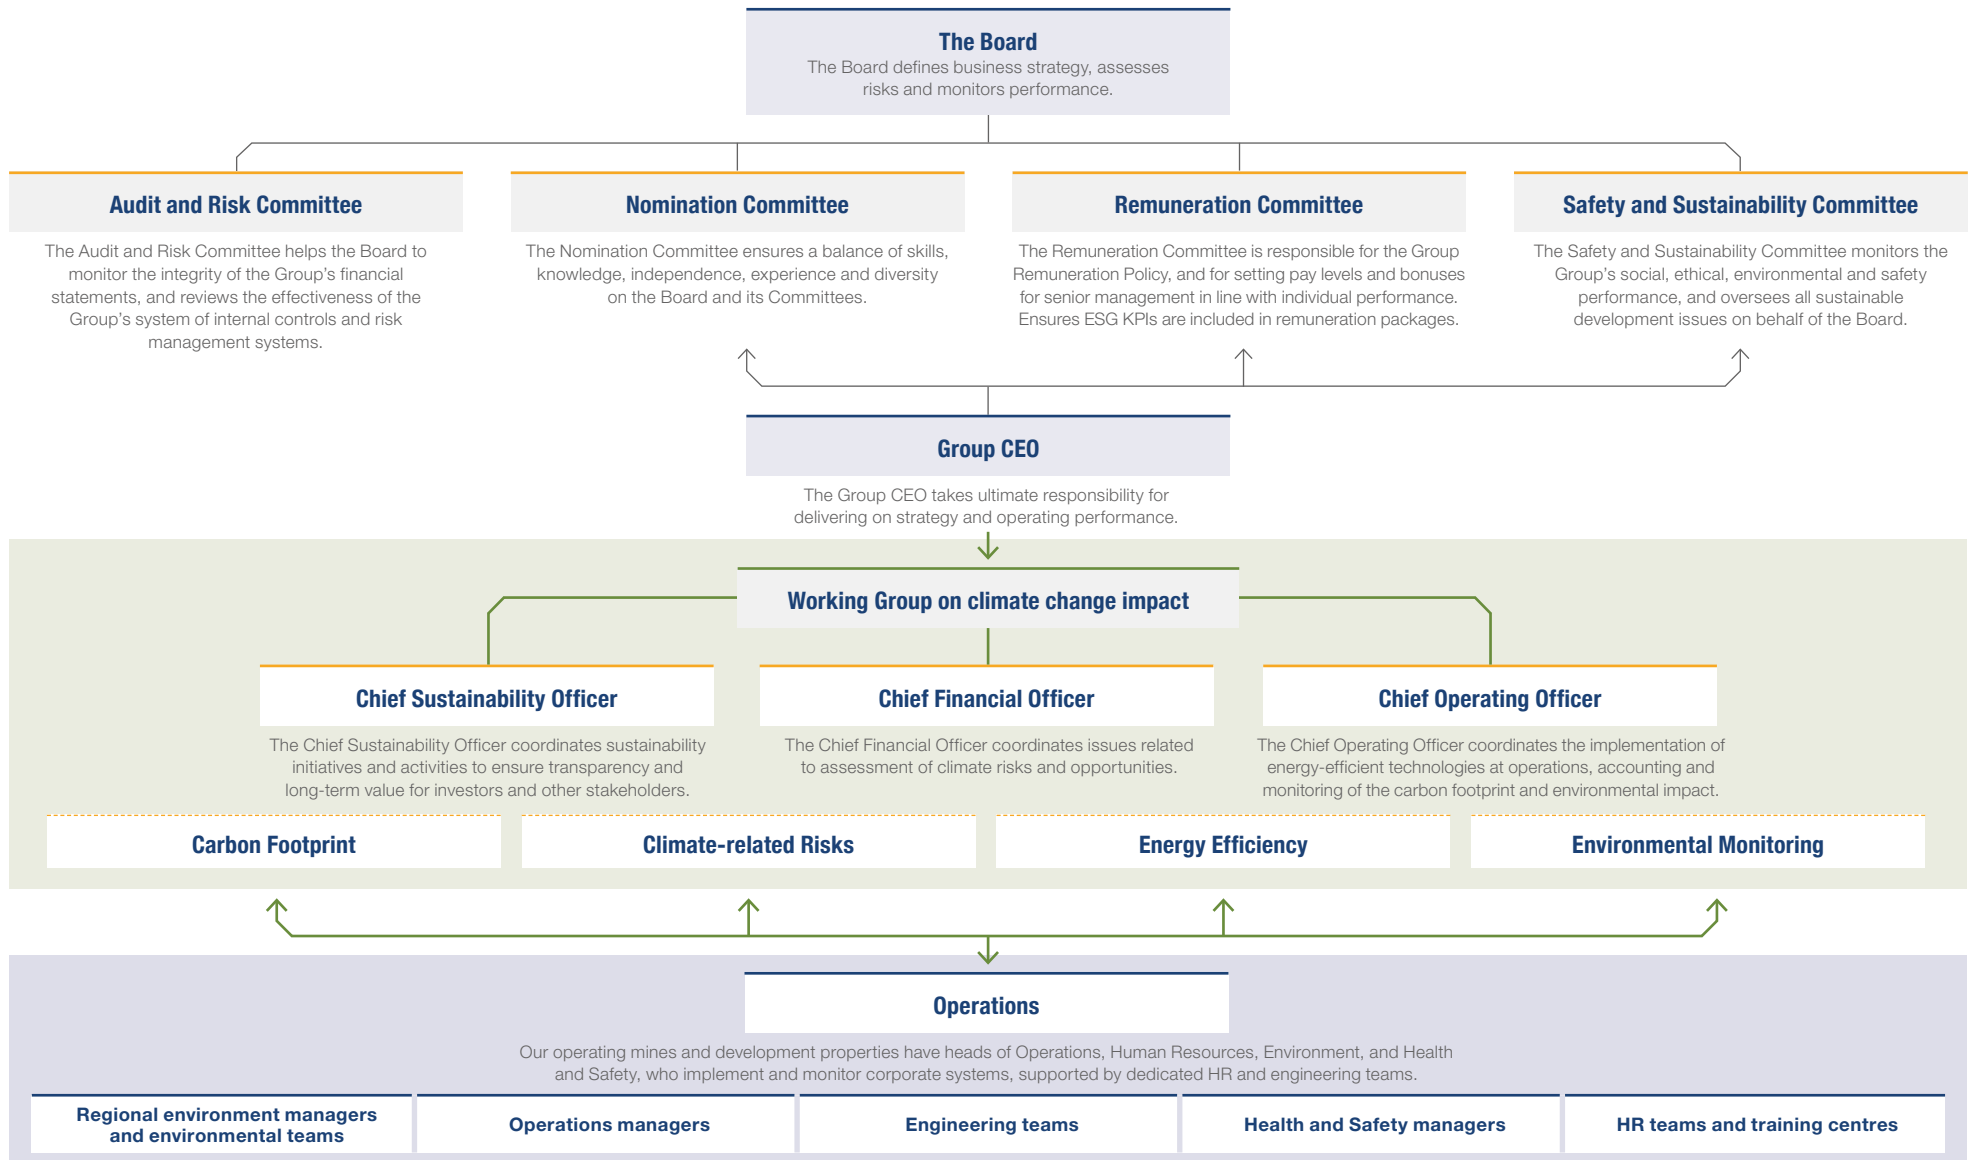 The Board
The Board defines business strategy, assesses
risks and monitors performance.
Audit and Risk Committee
The Audit and Risk Committee helps the Board to
monitor the integrity of the Group's financial
statements, and reviews the effectiveness of the
Group's system of internal controls and risk
management systems.
Nomination Committee
The Nomination Committee ensures a balance of skills,
knowledge, independence, experience and diversity
on the Board and its Committees.
Remuneration Committee
The Remuneration Committee is responsible for the Group
Remuneration Policy, and for setting pay levels and bonuses
for senior management in line with individual performance.
Ensures ESG KPIs are included in remuneration packages.
Safety and Sustainability Committee
The Safety and Sustainability Committee monitors the
Group's social, ethical, environmental and safety
performance, and oversees all sustainable
development issues on behalf of the Board.
Group CEO
The Group CEO takes ultimate responsibility for
delivering on strategy and operating performance.
Working Group on climate change impact
Chief Sustainability Officer
The Chief Sustainability Officer coordinates sustainability
initiatives and activities to ensure transparency and
long-term value for investors and other stakeholders.
Chief Financial Officer
The Chief Financial Officer coordinates issues related
to assessment of climate risks and opportunities.
Chief Operating Officer
The Chief Operating Officer coordinates the implementation of
energy-efficient technologies at operations, accounting and
monitoring of the carbon footprint and environmental impact.
Carbon Footprint
Climate-related Risks
Energy Efficiency
Environmental Monitoring
Operations
Our operating mines and development properties have heads of Operations, Human Resources, Environment, and Health
and Safety, who implement and monitor corporate systems, supported by dedicated HR and engineering teams.
Regional environment managers
and environmental teams
Operations managers
Engineering teams
Health and Safety managers
HR teams and training centres